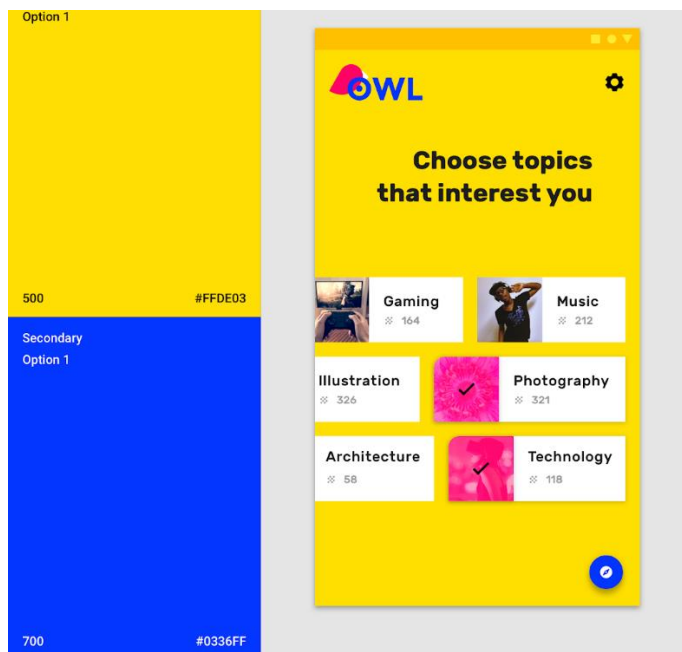 Option 1
500 #FFDE03
Secondary
Option 1
700 #0336FF
OWL
Choose topics
that interest you
Gaming
164
Music
212
Illustration
326
Photography
321
Architecture
58
Technology
118